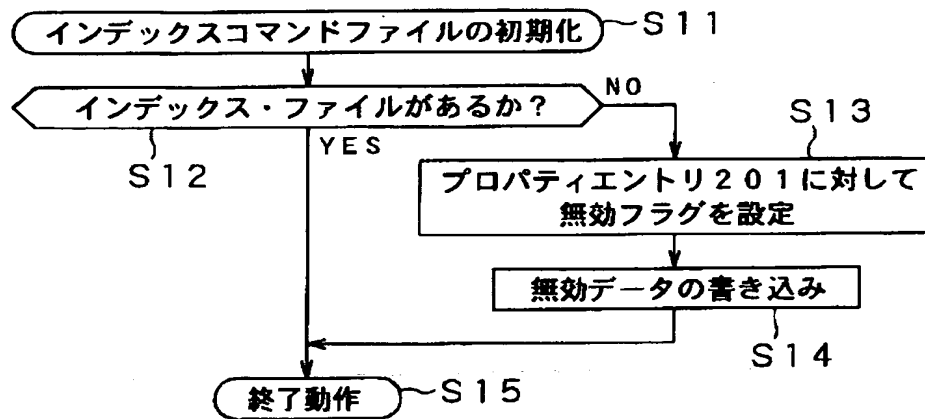 インデックスコマンドファイルの初期化 S11
インデックス・ファイルがあるか？ NO
YES
S12
S13
プロパティエントリ２０１に対して
無効フラグを設定
無効データの書き込み
S14
終了動作 S15